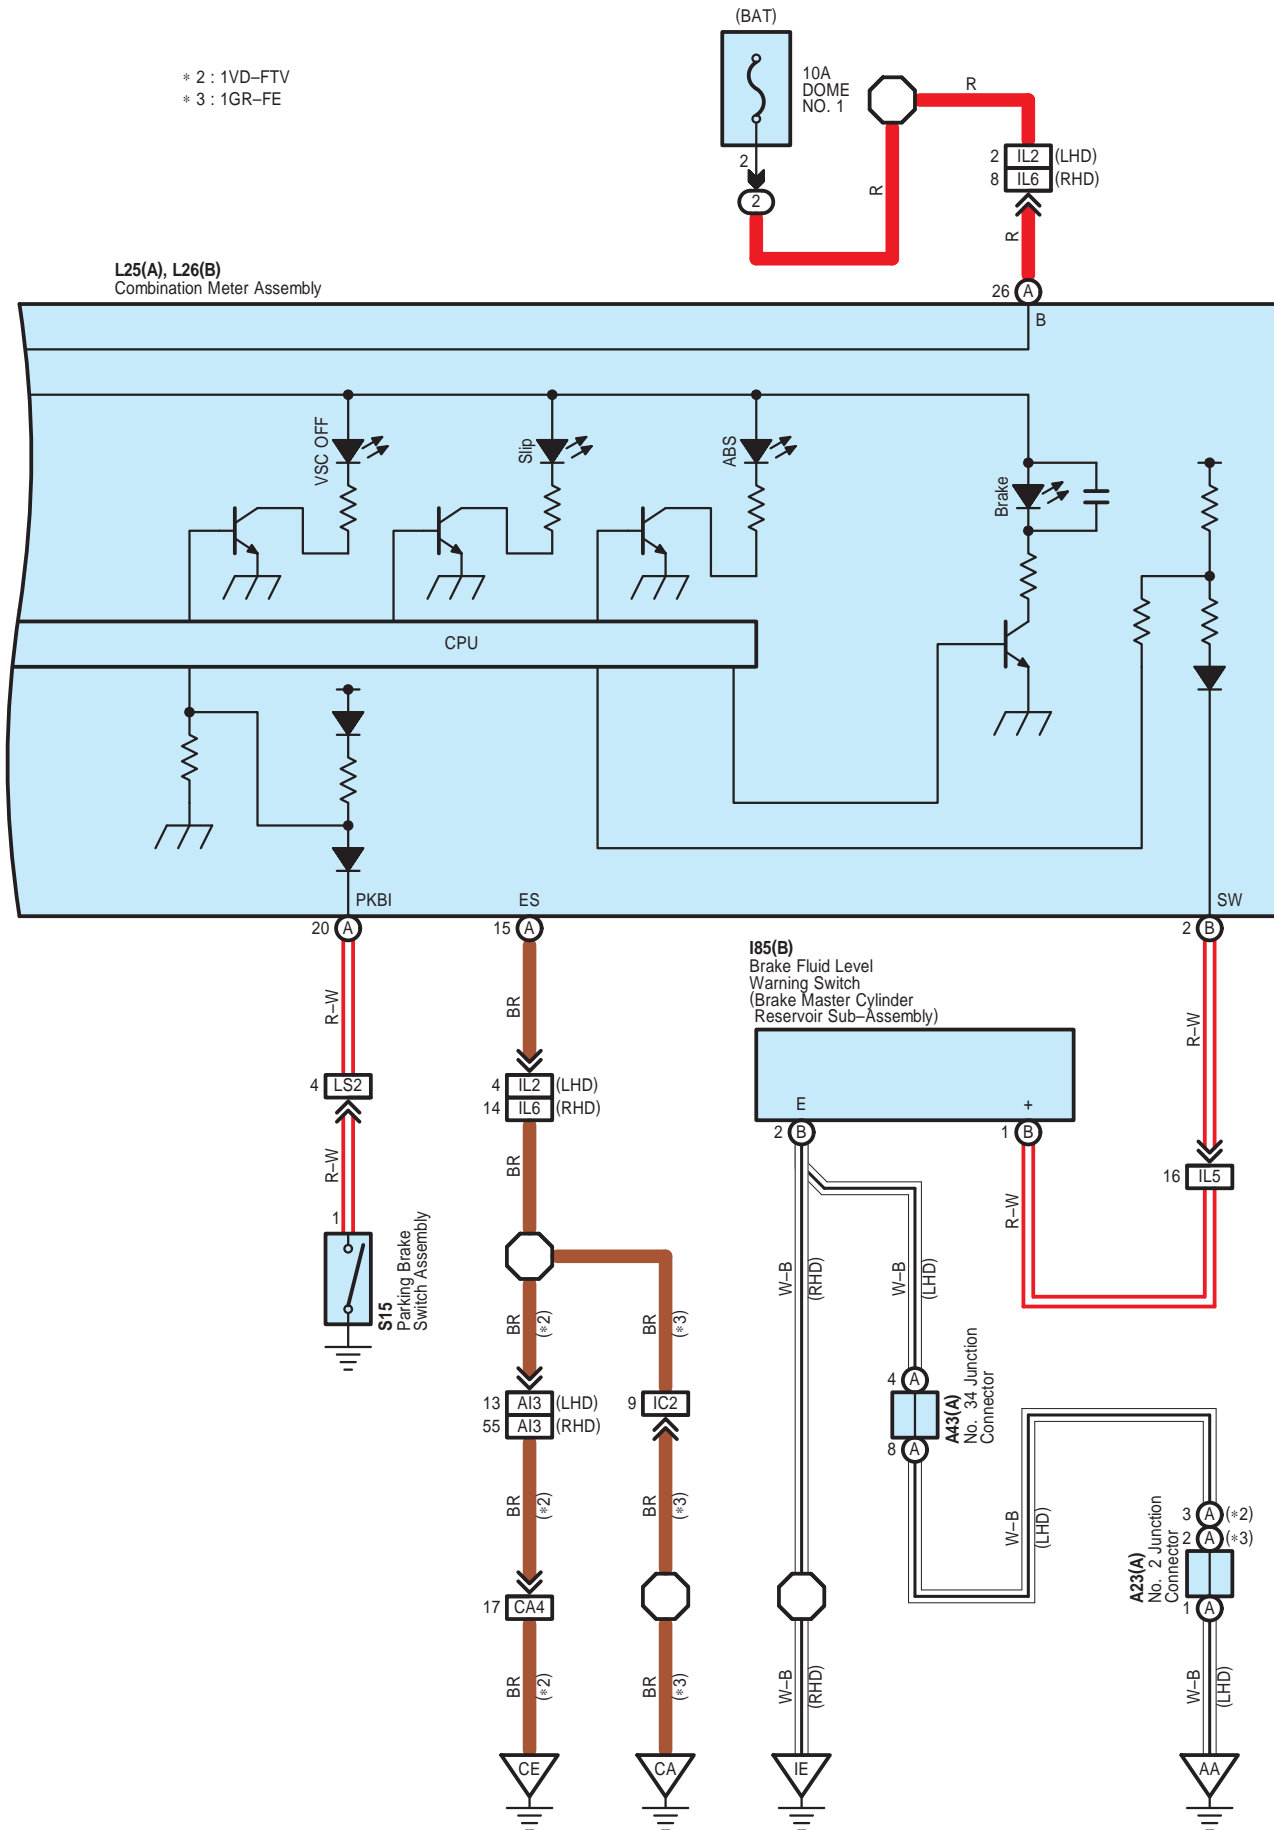 (BAT)
* 2 : 1VD–FTV
* 3 : 1GR–FE
10A
DOME
NO. 1
2
2
R
R
2 IL2 (LHD)
8 IL6 (RHD)
R
L25(A), L26(B)
Combination Meter Assembly
26 A
B
VSC OFF
Slip
ABS
Brake
CPU
PKBI
ES
SW
20 A
15 A
2 B
R–W
BR
R–W
I85(B)
Brake Fluid Level
Warning Switch
(Brake Master Cylinder
Reservoir Sub–Assembly)
4 LS2
4 IL2 (LHD)
14 IL6 (RHD)
E
+
2 B
1 B
R–W
BR
R–W
16 IL5
1
S15
Parking Brake
Switch Assembly
W–B
(RHD)
W–B
(LHD)
BR
(*2)
BR
(*3)
13 AI3 (LHD)
55 AI3 (RHD)
9 IC2
4 A
8 A
A43(A)
No. 34 Junction
Connector
BR
(*2)
BR
(*3)
W–B
(LHD)
3 A (*2)
2 A (*3)
1 A
A23(A)
No. 2 Junction
Connector
17 CA4
BR
(*2)
BR
(*3)
W–B
(RHD)
W–B
(LHD)
CE
CA
IE
AA